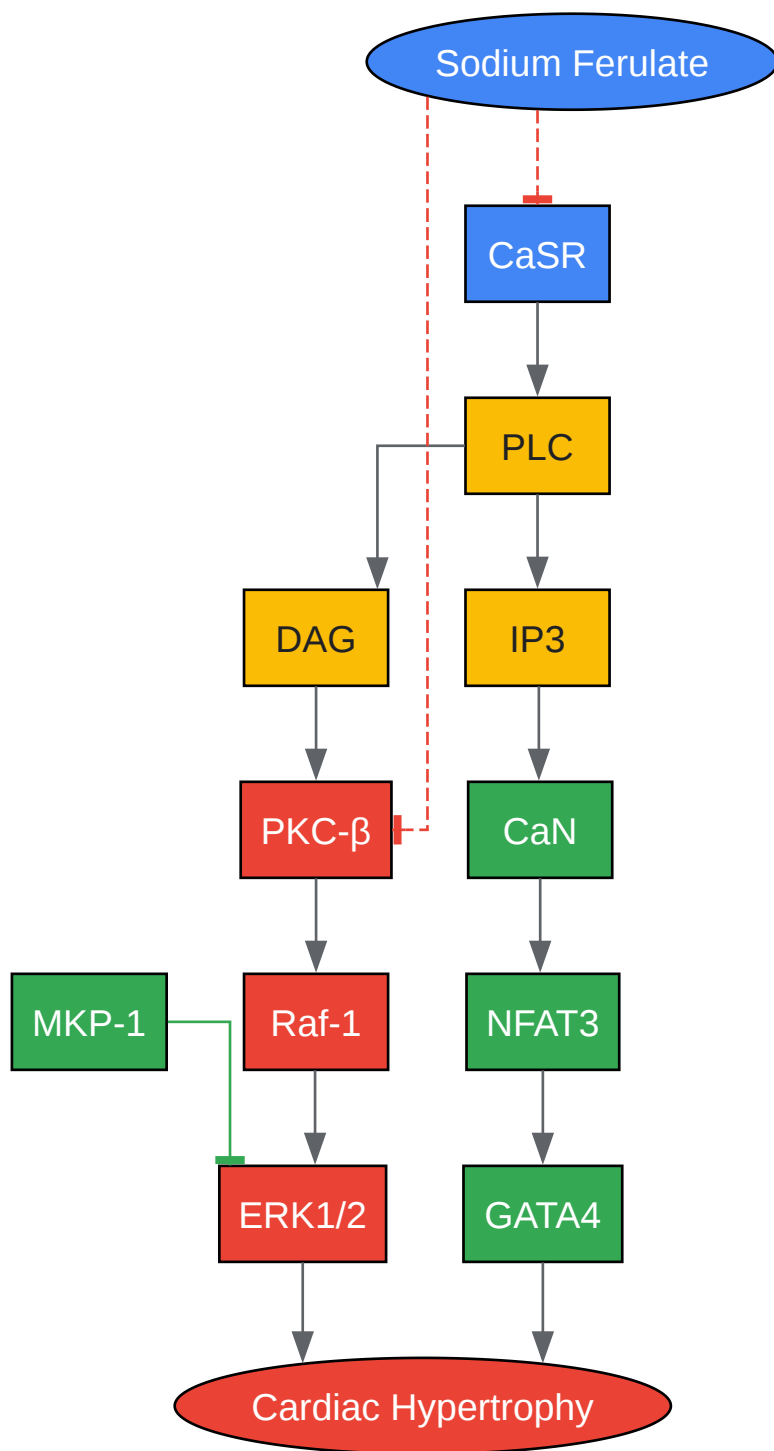 Sodium Ferulate
CaSR
PLC
DAG
IP3
PKC-β
CaN
MKP-1
Raf-1
NFAT3
ERK1/2
GATA4
Cardiac Hypertrophy